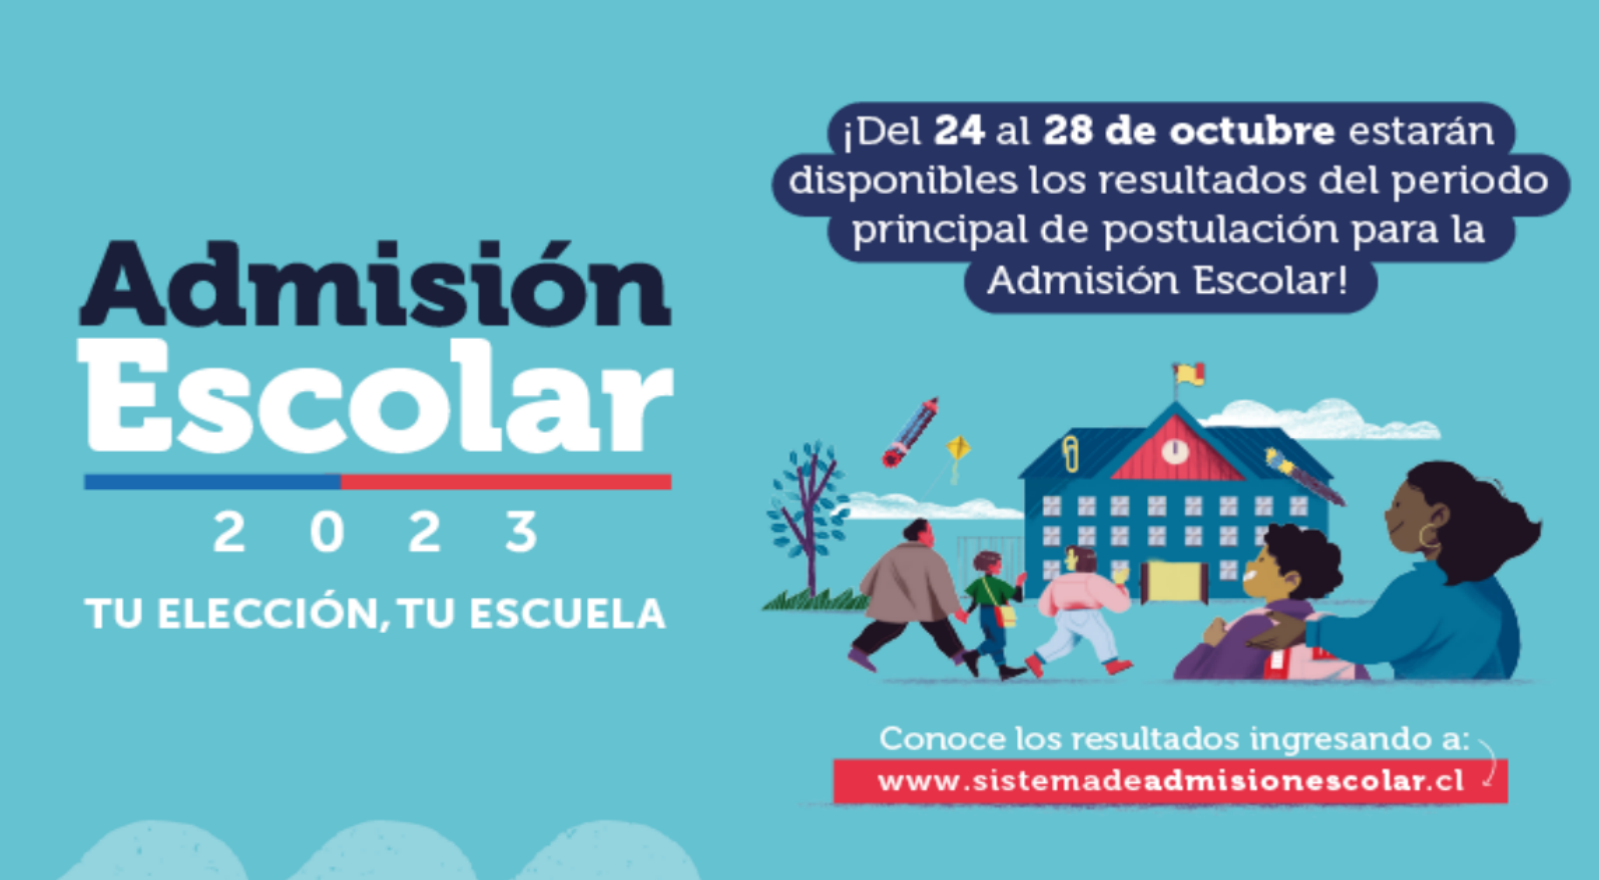 Admisión
Escolar
2 0 2 3
TU ELECCIÓN, TU ESCUELA
¡Del 24 al 28 de octubre estarán
disponibles los resultados del periodo
principal de postulación para la
Admisión Escolar!
Conoce los resultados ingresando a:
www.sistemadeadmisionescolar.cl